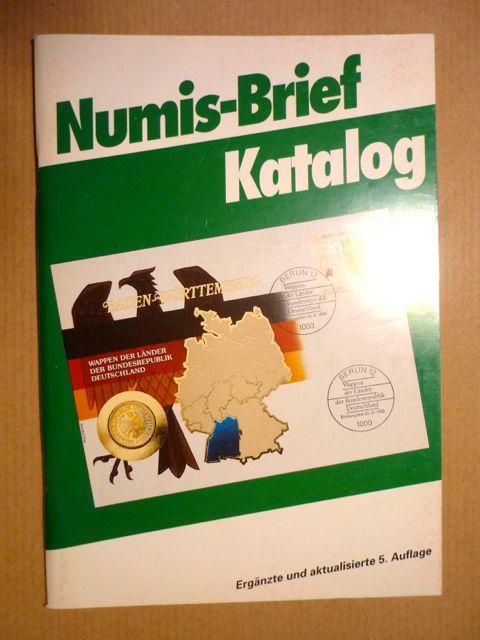 Numis-Brief
Katalog
BADEN-WÜRTTEMBERG
WAPPEN DER LÄNDER
DER BUNDESREPUBLIK
DEUTSCHLAND
BERLIN 12
Wappen
der Länder
der Bundesrepublik
Deutschland
1000
BERLIN 12
Wappen
der Länder
der Bundesrepublik
Deutschland
1000
Ergänzte und aktualisierte 5. Auflage